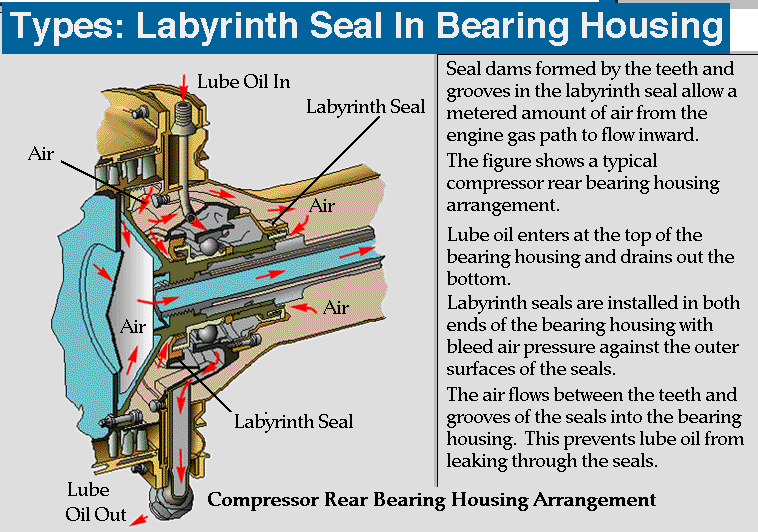 Types: Labyrinth Seal In Bearing Housing
Lube Oil In
Labyrinth Seal
Air
Air
Air
Air
Labyrinth Seal
Lube
Oil Out
Compressor Rear Bearing Housing Arrangement
Seal dams formed by the teeth and
grooves in the labyrinth seal allow a
metered amount of air from the
engine gas path to flow inward.
The figure shows a typical
compressor rear bearing housing
arrangement.
Lube oil enters at the top of the
bearing housing and drains out the
bottom.
Labyrinth seals are installed in both
ends of the bearing housing with
bleed air pressure against the outer
surfaces of the seals.
The air flows between the teeth and
grooves of the seals into the bearing
housing.  This prevents lube oil from
leaking through the seals.